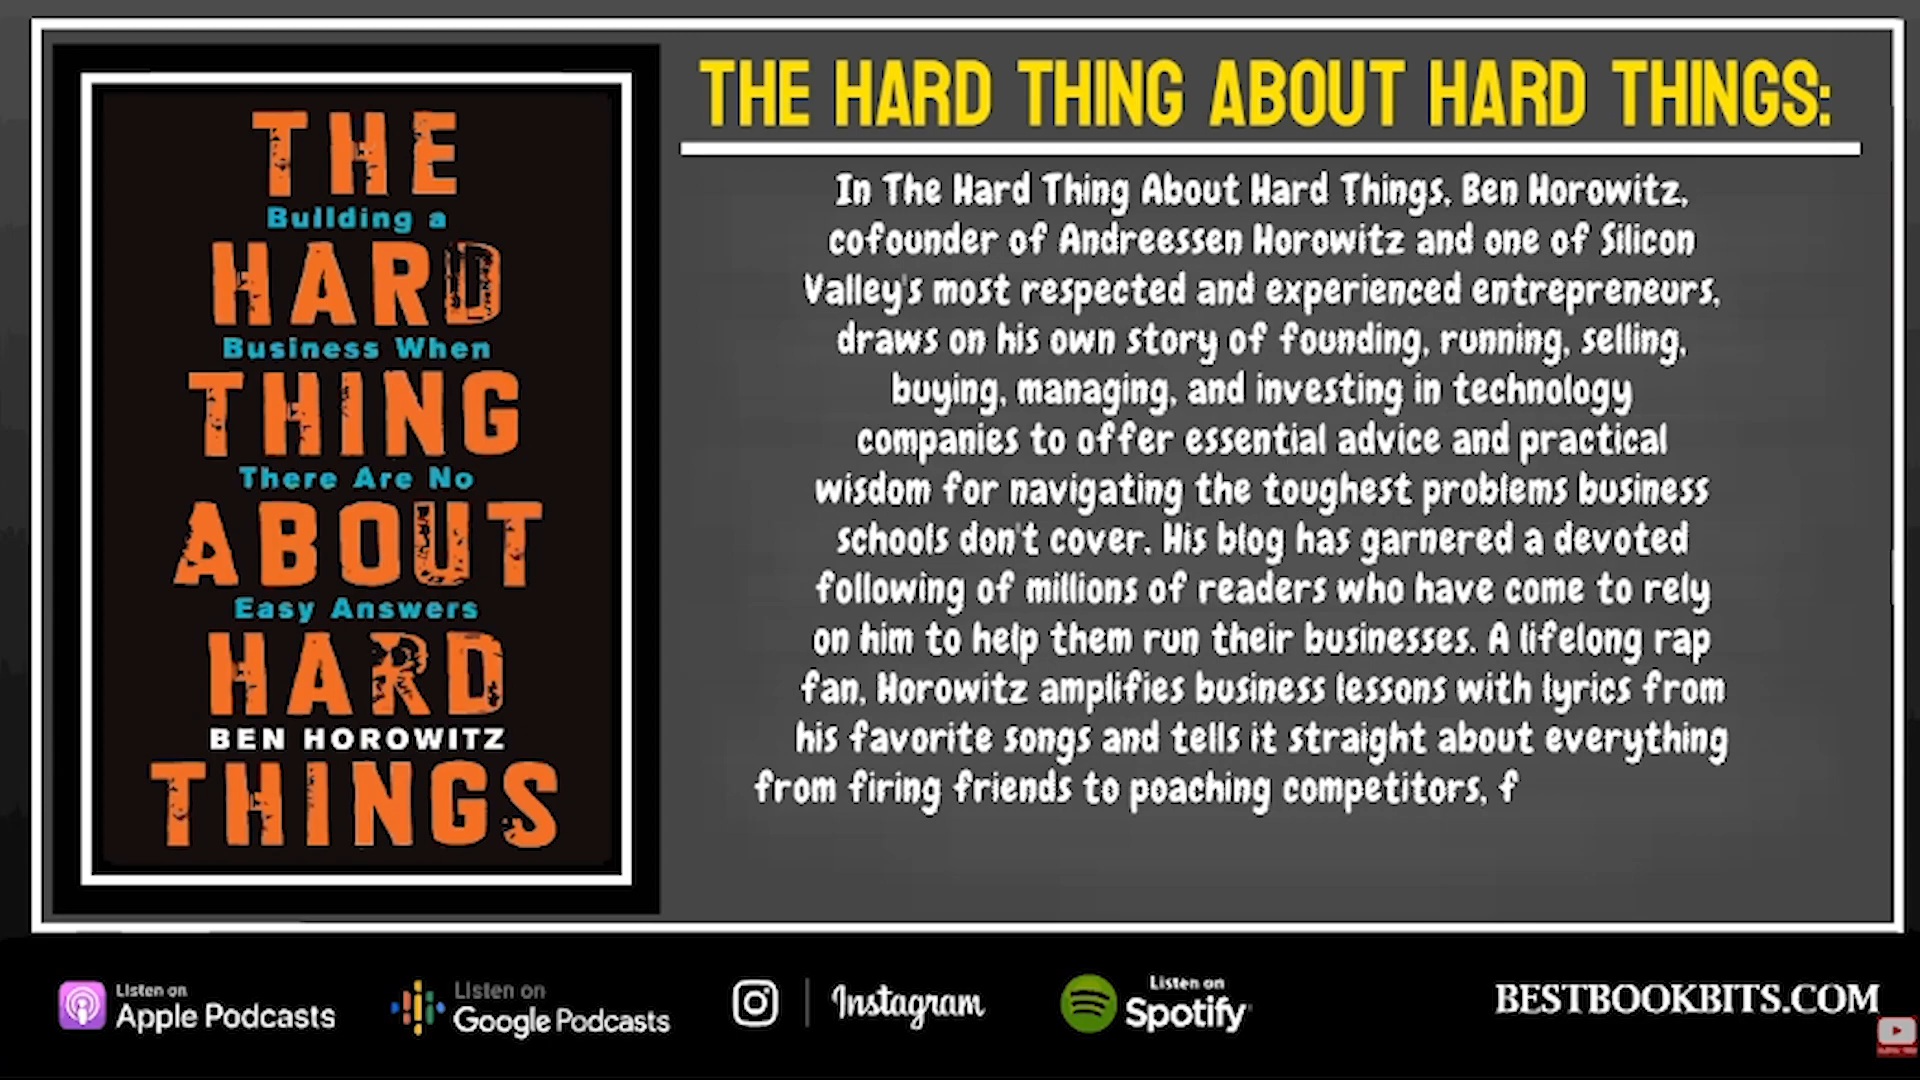 THE
Building a
HARD
Business When
THING
There Are No
ABOUT
Easy Answers
HARD
BEN HOROWITZ
THINGS
THE HARD THING ABOUT HARD THINGS:
In The Hard Thing About Hard Things, Ben Horowitz,
cofounder of Andreessen Horowitz and one of Silicon
Valley's most respected and experienced entrepreneurs,
draws on his own story of founding, running, selling,
buying, managing, and investing in technology
companies to offer essential advice and practical
wisdom for navigating the toughest problems business
schools don't cover. His blog has garnered a devoted
following of millions of readers who have come to rely
on him to help them run their businesses. A lifelong rap
fan, Horowitz amplifies business lessons with lyrics from
his favorite songs and tells it straight about everything
from firing friends to poaching competitors, f
Listen on
Apple Podcasts
Listen on
Google Podcasts
Instagram
Listen on
Spotify
BESTBOOKBITS.COM